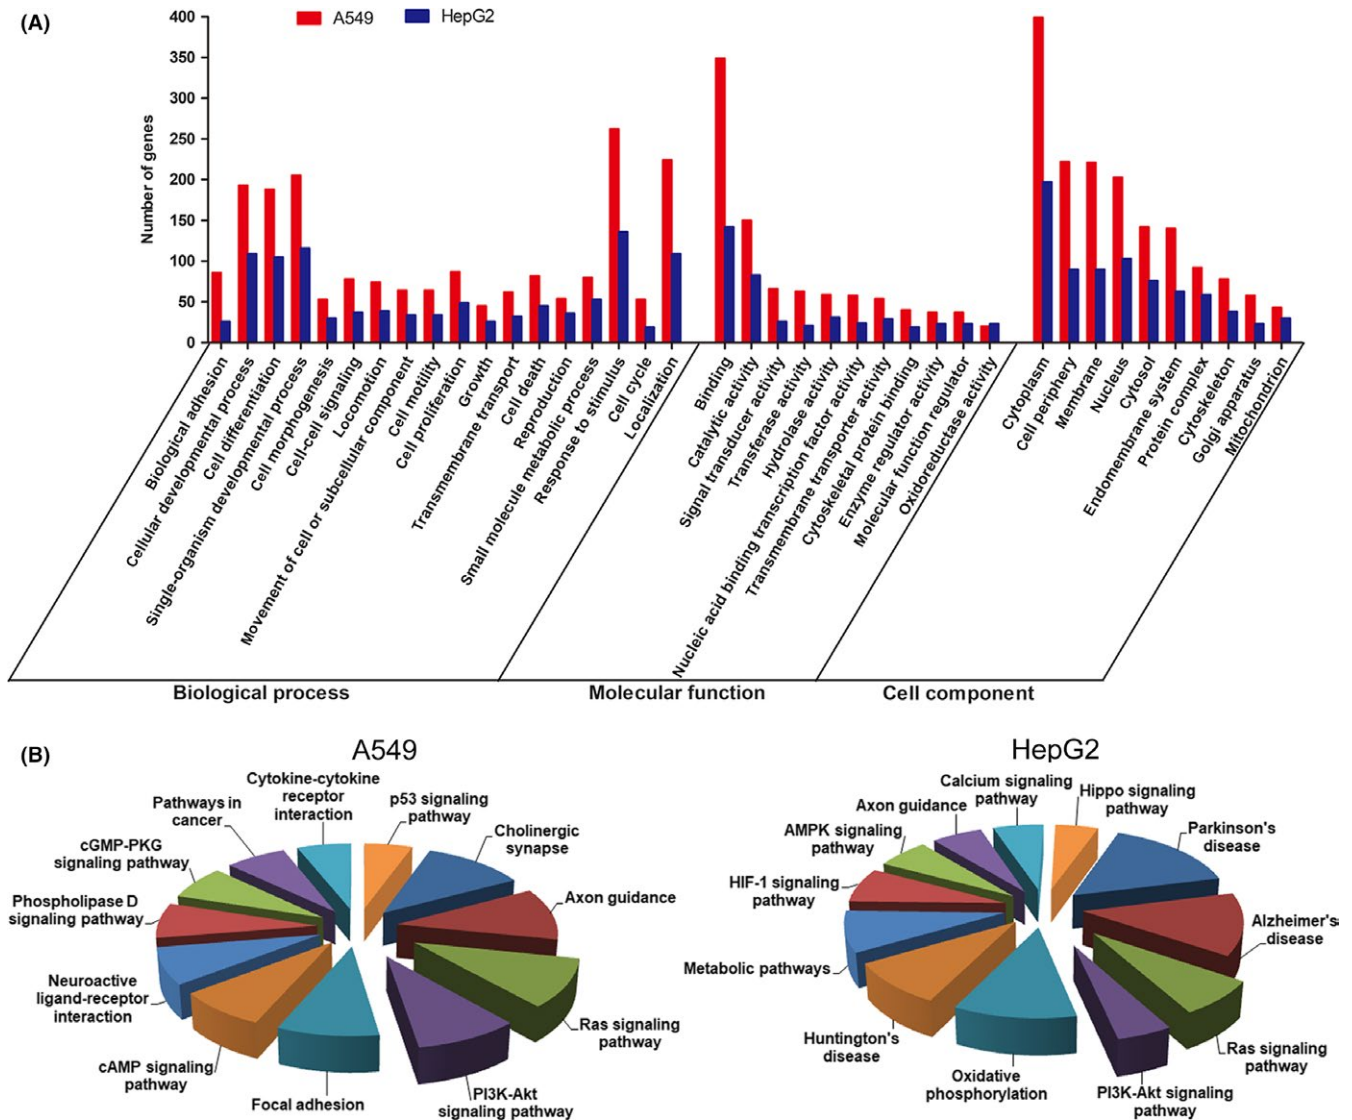 (A)
A549
HepG2
Number of genes
400
350
300
250
200
150
100
50
0
Biological adhesion
Cellular developmental process
Cell differentiation
Single-organism developmental process
Cell morphogenesis
Cell-cell signaling
Locomotion
Movement of cell or subcellular component
Cell motility
Cell proliferation
Growth
Transmembrane transport
Cell death
Reproduction
Small molecule metabolic process
Response to stimulus
Cell cycle
Localization
Binding
Catalytic activity
Signal transducer activity
Transferase activity
Hydrolase activity
Nucleic acid binding transcription factor activity
Transmembrane transporter activity
Cytoskeletal protein binding
Enzyme regulator activity
Molecular function regulator
Oxidoreductase activity
Cytoplasm
Cell periphery
Membrane
Nucleus
Cytosol
Endomembrane system
Protein complex
Cytoskeleton
Golgi apparatus
Mitochondrion
Biological process
Molecular function
Cell component
(B)
A549
Cytokine-cytokine
receptor
interaction
p53 signaling
pathway
Cholinergic
synapse
Axon guidance
Ras signaling
pathway
PI3K-Akt
signaling pathway
Focal adhesion
cAMP signaling
pathway
Neuroactive
ligand-receptor
interaction
Phospholipase D
signaling pathway
cGMP-PKG
signaling pathway
Pathways in
cancer
HepG2
Calcium signaling
pathway
Hippo signaling
pathway
Parkinson's
disease
Alzheimer's
disease
Ras signaling
pathway
PI3K-Akt signaling
pathway
Oxidative
phosphorylation
Huntington's
disease
Metabolic pathways
HIF-1 signaling
pathway
AMPK signaling
pathway
Axon guidance